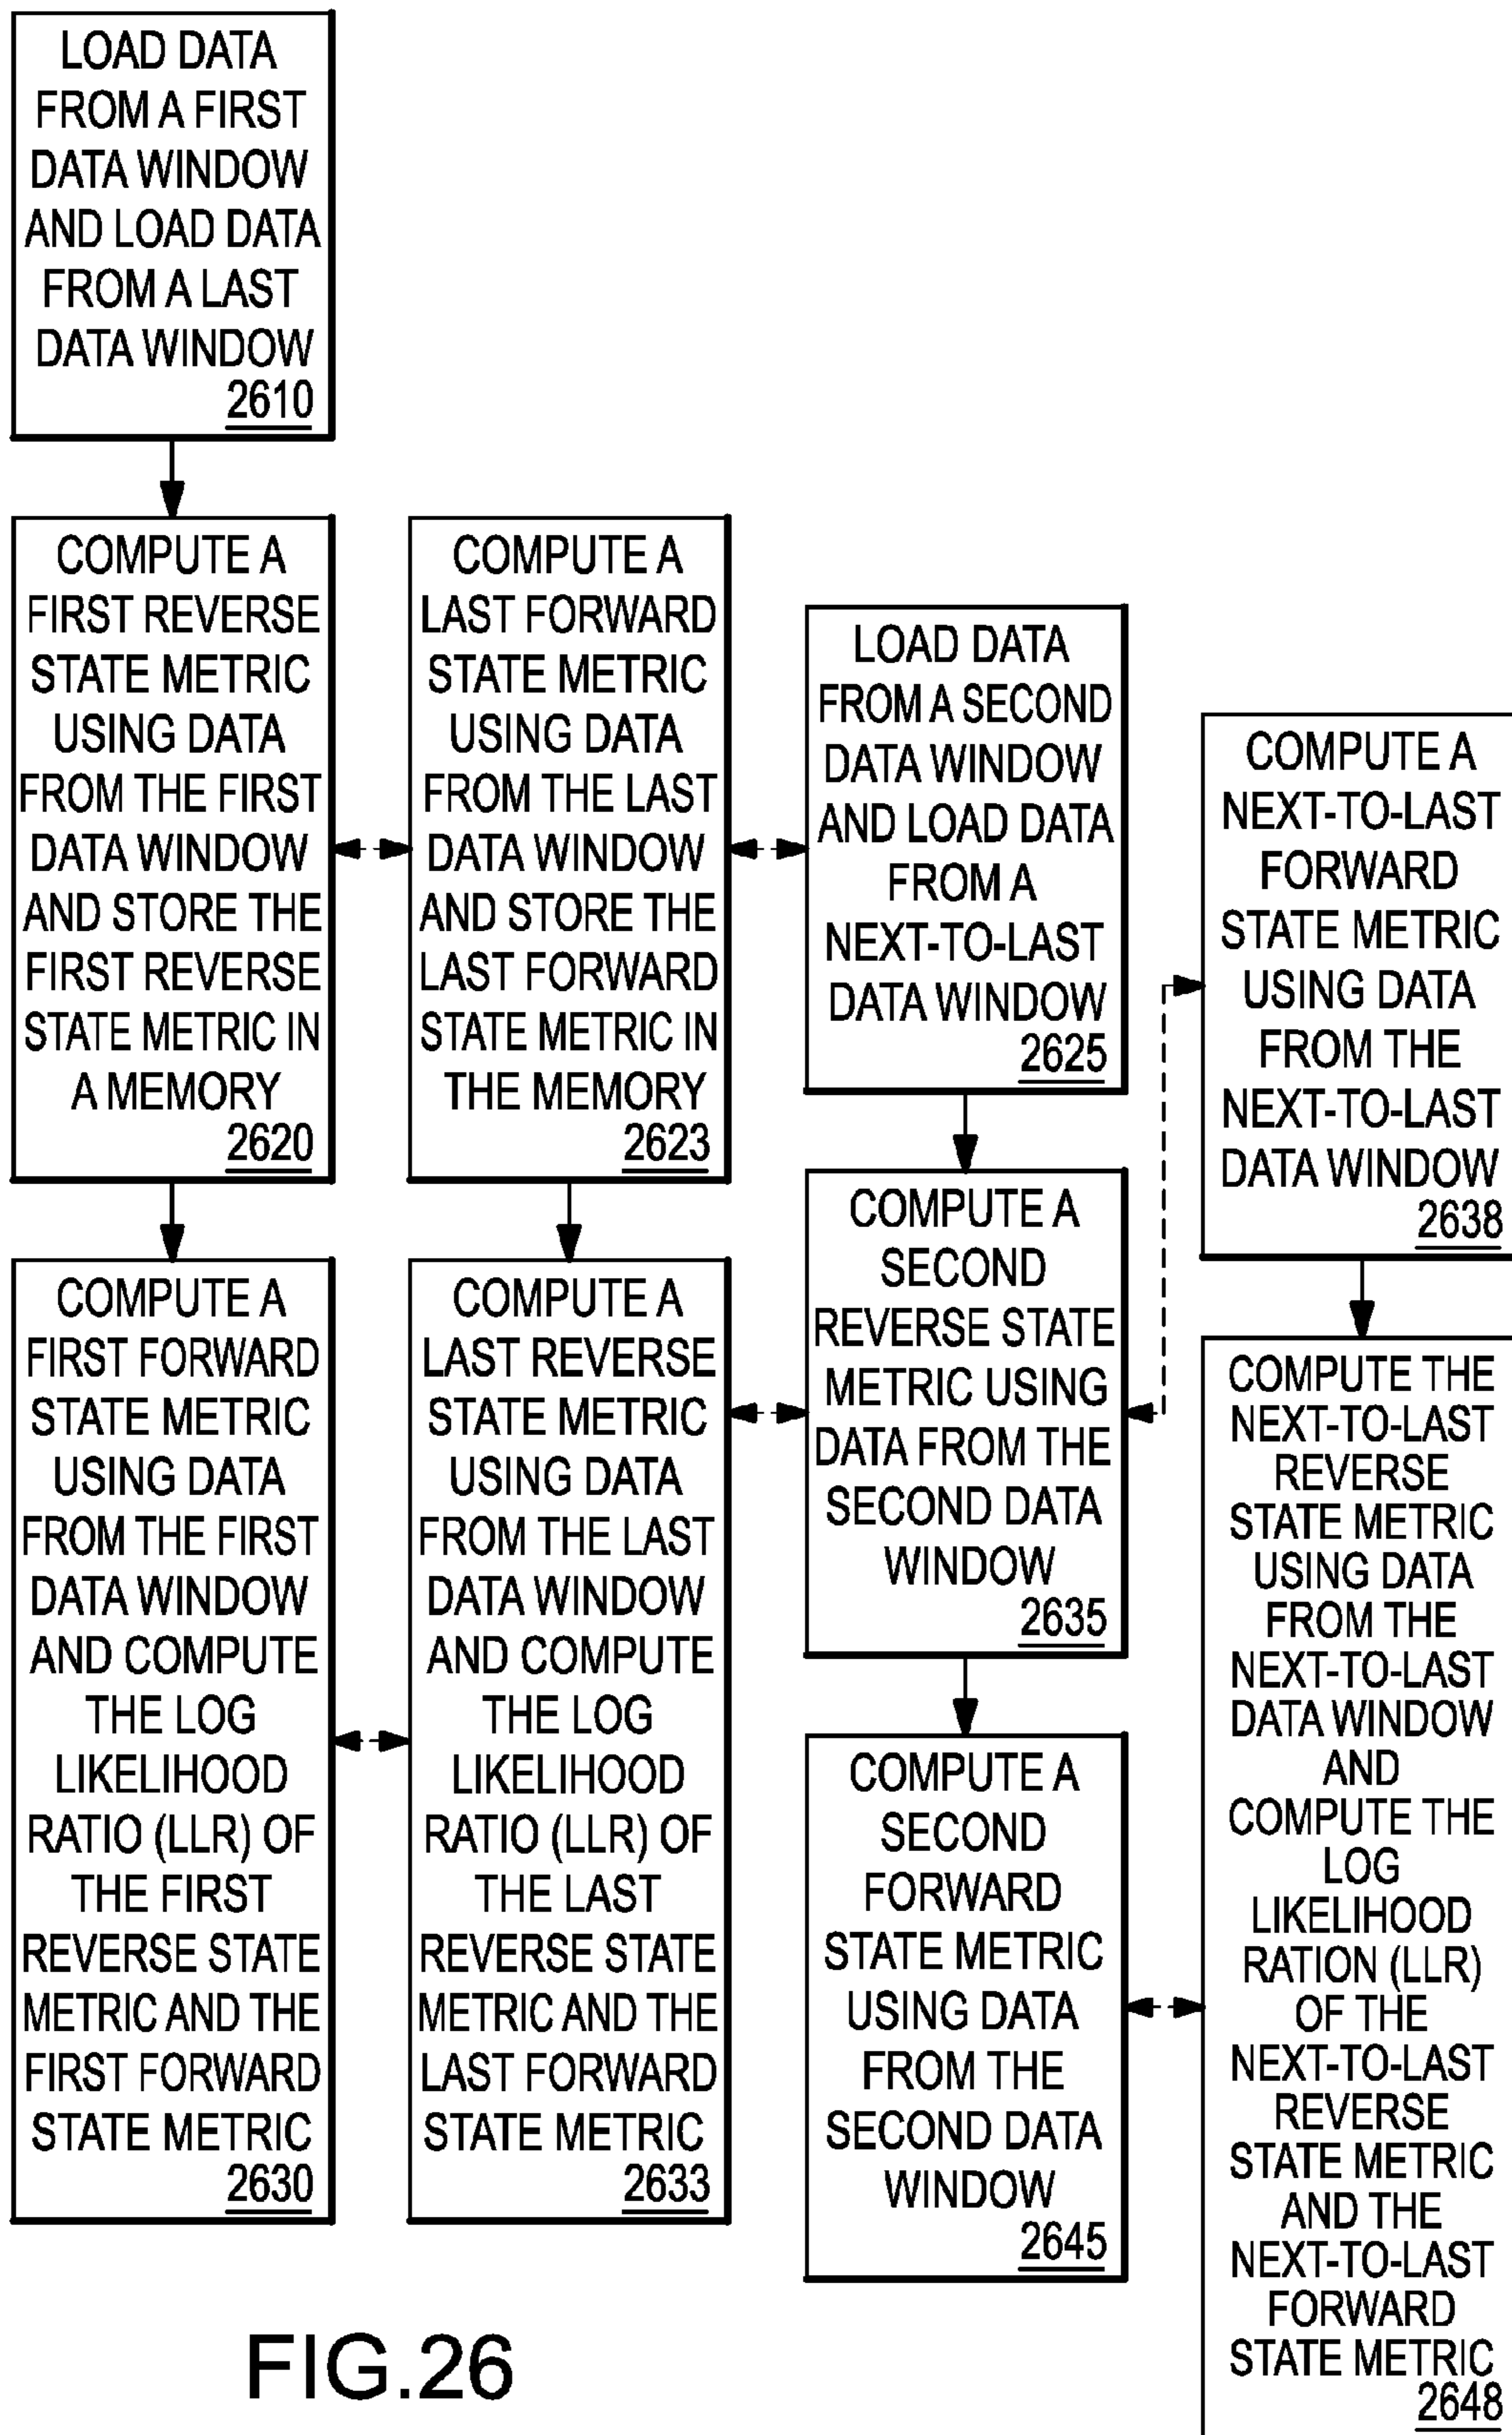 LOAD DATA
FROM A FIRST
DATA WINDOW
AND LOAD DATA
FROM A LAST
DATA WINDOW
2610
COMPUTE A
FIRST REVERSE
STATE METRIC
USING DATA
FROM THE FIRST
DATA WINDOW
AND STORE THE
FIRST REVERSE
STATE METRIC IN
A MEMORY
2620
COMPUTE A
LAST FORWARD
STATE METRIC
USING DATA
FROM THE LAST
DATA WINDOW
AND STORE THE
LAST FORWARD
STATE METRIC IN
THE MEMORY
2623
LOAD DATA
FROM A SECOND
DATA WINDOW
AND LOAD DATA
FROM A
NEXT-TO-LAST
DATA WINDOW
2625
COMPUTE A
NEXT-TO-LAST
FORWARD
STATE METRIC
USING DATA
FROM THE
NEXT-TO-LAST
DATA WINDOW
2638
COMPUTE A
FIRST FORWARD
STATE METRIC
USING DATA
FROM THE FIRST
DATA WINDOW
AND COMPUTE
THE LOG
LIKELIHOOD
RATIO (LLR) OF
THE FIRST
REVERSE STATE
METRIC AND THE
FIRST FORWARD
STATE METRIC
2630
COMPUTE A
LAST REVERSE
STATE METRIC
USING DATA
FROM THE LAST
DATA WINDOW
AND COMPUTE
THE LOG
LIKELIHOOD
RATIO (LLR) OF
THE LAST
REVERSE STATE
METRIC AND THE
LAST FORWARD
STATE METRIC
2633
COMPUTE A
SECOND
REVERSE STATE
METRIC USING
DATA FROM THE
SECOND DATA
WINDOW
2635
COMPUTE A
SECOND
FORWARD
STATE METRIC
USING DATA
FROM THE
SECOND DATA
WINDOW
2645
COMPUTE THE
NEXT-TO-LAST
REVERSE
STATE METRIC
USING DATA
FROM THE
NEXT-TO-LAST
DATA WINDOW
AND
COMPUTE THE
LOG
LIKELIHOOD
RATION (LLR)
OF THE
NEXT-TO-LAST
REVERSE
STATE METRIC
AND THE
NEXT-TO-LAST
FORWARD
STATE METRIC
2648
FIG.26